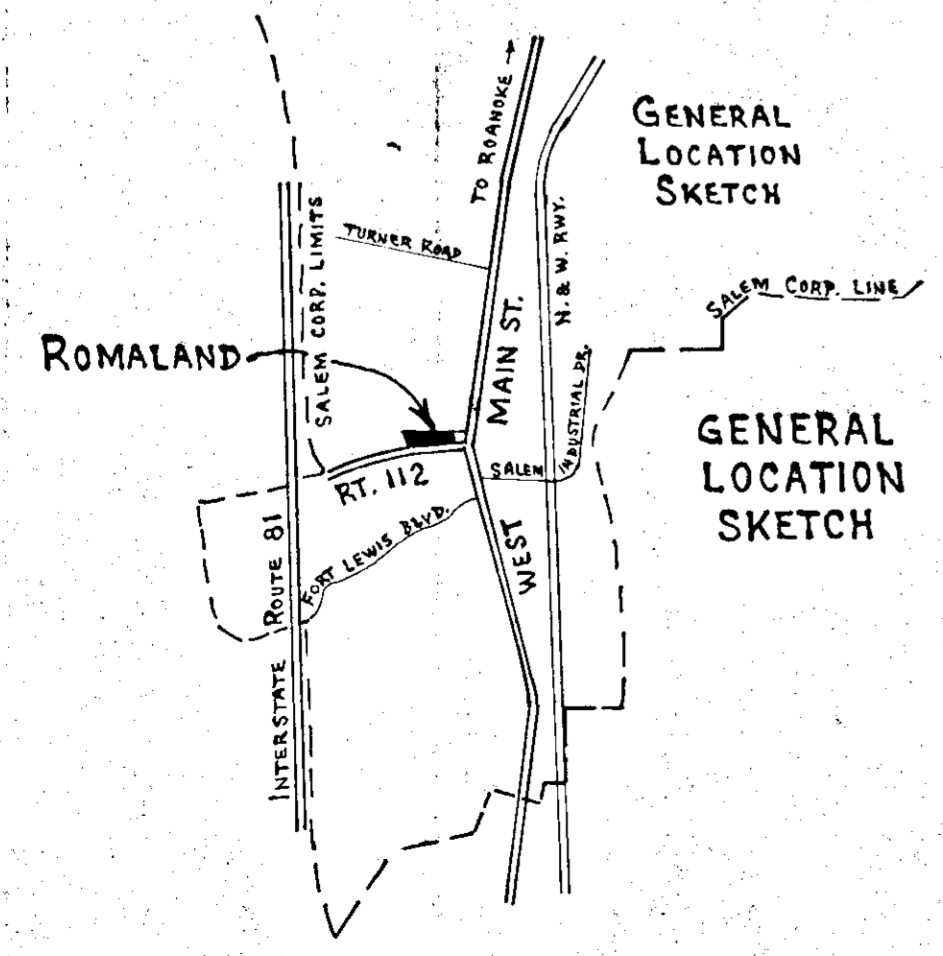 GENERAL
LOCATION
SKETCH
TO ROANOKE →
N. & W. RWY.
TURNER ROAD
SALEM CORP. LIMITS
SALEM CORP. LINE
ROMALAND
MAIN ST.
INDUSTRIAL DR.
SALEM
GENERAL
LOCATION
SKETCH
RT. 112
FORT LEWIS BLVD.
WEST
INTERSTATE ROUTE 81